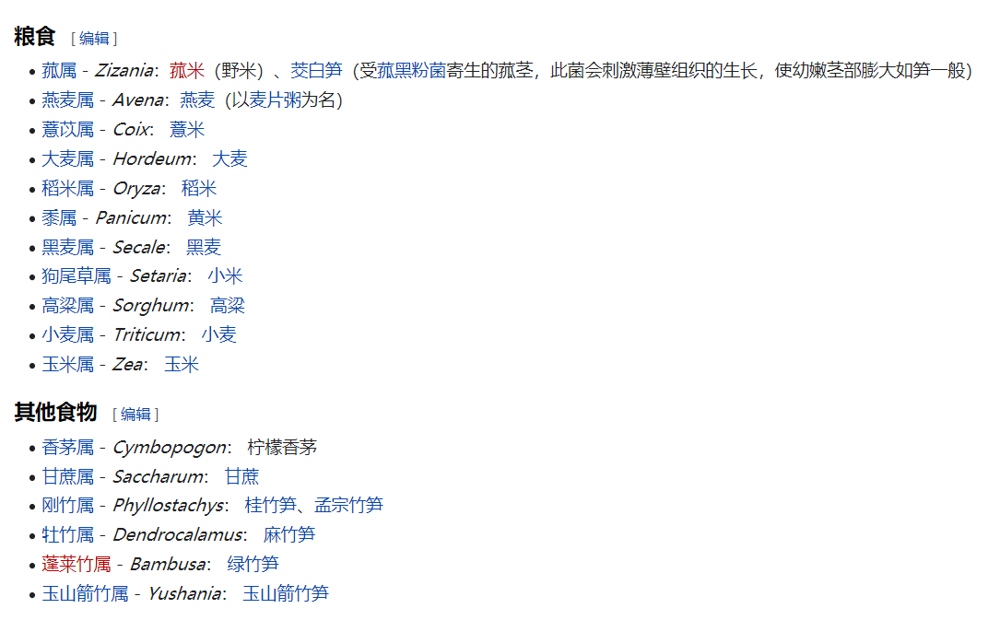 粮食 [编辑]
• 菰属 - Zizania：菰米（野米）、茭白笋（受菰黑粉菌寄生的菰茎，此菌会刺激薄壁组织的生长，使幼嫩茎部膨大如笋一般）
• 燕麦属 - Avena：燕麦（以麦片粥为名）
• 薏苡属 - Coix： 薏米
• 大麦属 - Hordeum： 大麦
• 稻米属 - Oryza： 稻米
• 黍属 - Panicum： 黄米
• 黑麦属 - Secale： 黑麦
• 狗尾草属 - Setaria： 小米
• 高粱属 - Sorghum： 高粱
• 小麦属 - Triticum： 小麦
• 玉米属 - Zea： 玉米
其他食物 [编辑]
• 香茅属 - Cymbopogon： 柠檬香茅
• 甘蔗属 - Saccharum： 甘蔗
• 刚竹属 - Phyllostachys： 桂竹笋、孟宗竹笋
• 牡竹属 - Dendrocalamus： 麻竹笋
• 蓬莱竹属 - Bambusa： 绿竹笋
• 玉山箭竹属 - Yushania： 玉山箭竹笋